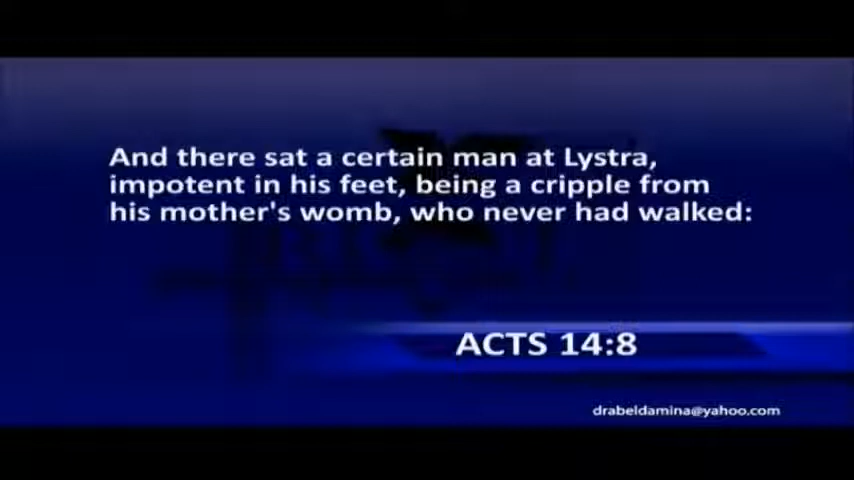 And there sat a certain man at Lystra,
impotent in his feet, being a cripple from
his mother's womb, who never had walked:
ACTS 14:8
drabeldamina@yahoo.com